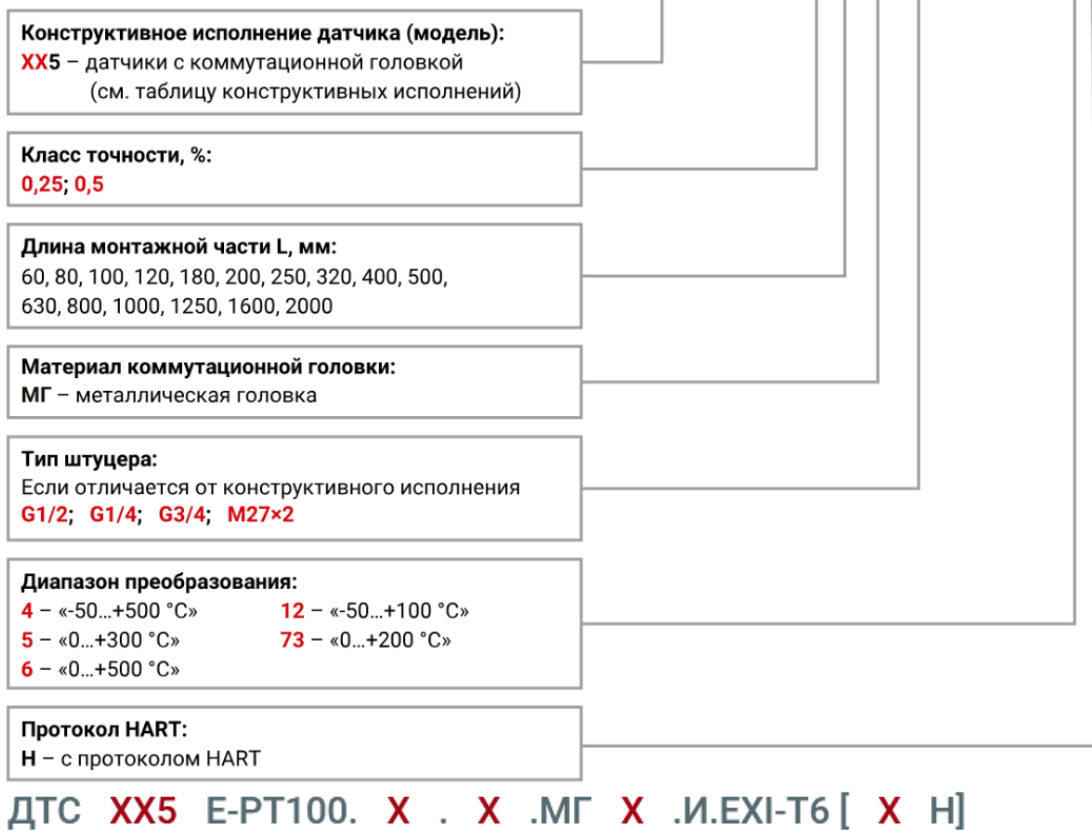 Конструктивное исполнение датчика (модель):
XX5 – датчики с коммутационной головкой
(см. таблицу конструктивных исполнений)
Класс точности, %:
0,25; 0,5
Длина монтажной части L, мм:
60, 80, 100, 120, 180, 200, 250, 320, 400, 500,
630, 800, 1000, 1250, 1600, 2000
Материал коммутационной головки:
МГ – металлическая головка
Тип штуцера:
Если отличается от конструктивного исполнения
G1/2; G1/4; G3/4; М27×2
Диапазон преобразования:
4 – «-50...+500 °С» 12 – «-50...+100 °С»
5 – «0...+300 °С» 73 – «0...+200 °С»
6 – «0...+500 °С»
Протокол HART:
Н – с протоколом HART
ДТС XX5 Е-РТ100. X . X .МГ X .И.EXI-T6 [ X Н]